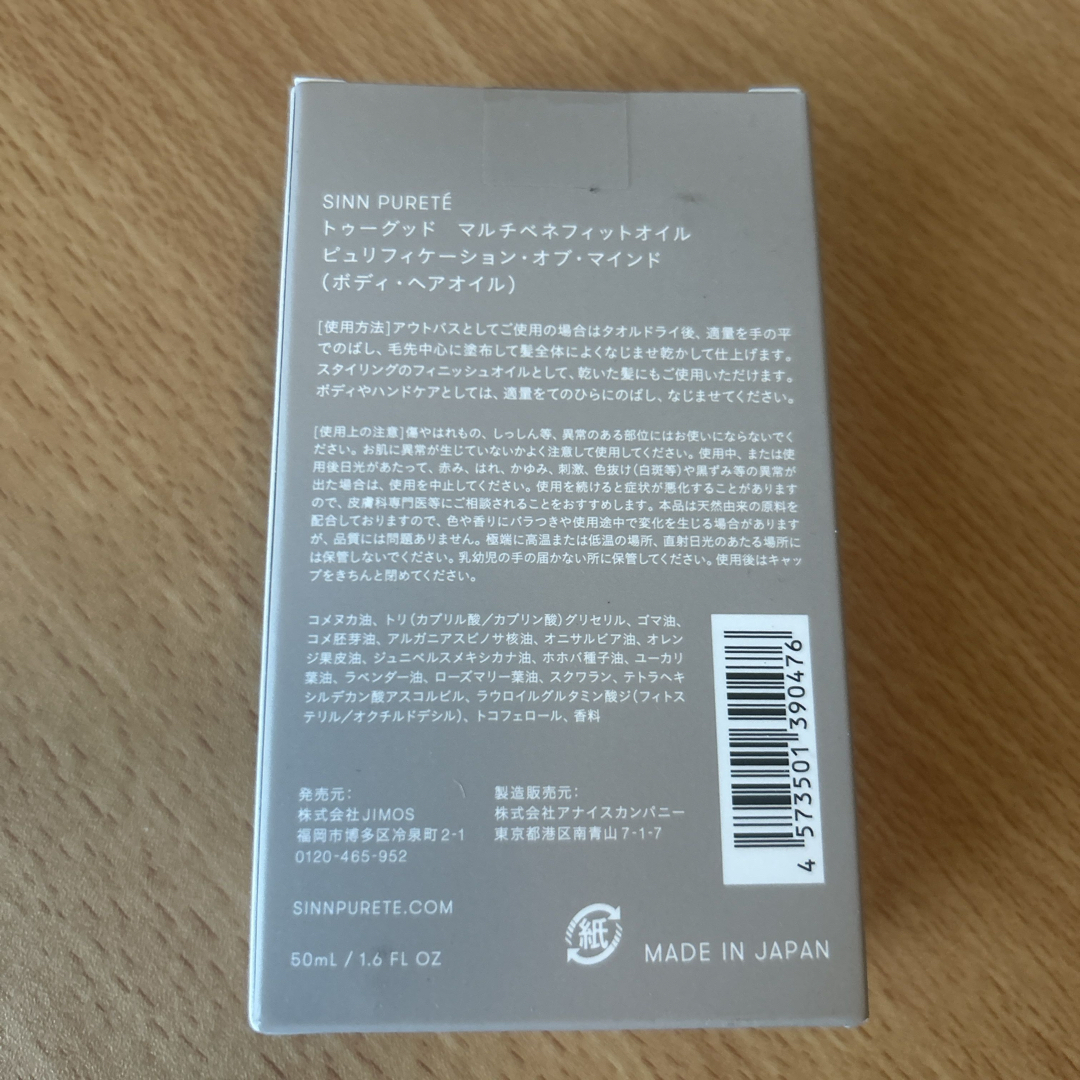 SINN PURETÉ
トゥーグッド　マルチベネフィットオイル
ピュリフィケーション・オブ・マインド
（ボディ・ヘアオイル）
[使用方法]アウトバスとしてご使用の場合はタオルドライ後、適量を手の平
でのばし、毛先中心に塗布して髪全体によくなじませ乾かして仕上げます。
スタイリングのフィニッシュオイルとして、乾いた髪にもご使用いただけます。
ボディやハンドケアとしては、適量をてのひらにのばし、なじませてください。
[使用上の注意]傷やはれもの、しっしん等、異常のある部位にはお使いにならないでく
ださい。お肌に異常が生じていないかよく注意して使用してください。使用中、または使
用後日光があたって、赤み、はれ、かゆみ、刺激、色抜け(白斑等)や黒ずみ等の異常が
出た場合は、使用を中止してください。使用を続けると症状が悪化することがあります
ので、皮膚科専門医等にご相談されることをおすすめします。本品は天然由来の原料を
配合しておりますので、色や香りにバラつきや使用途中で変化を生じる場合があります
が、品質には問題ありません。極端に高温または低温の場所、直射日光のあたる場所に
は保管しないでください。乳幼児の手の届かない所に保管してください。使用後はキャッ
プをきちんと閉めてください。
コメヌカ油、トリ(カプリル酸／カプリン酸)グリセリル、ゴマ油、
コメ胚芽油、アルガニアスピノサ核油、オニサルビア油、オレン
ジ果皮油、ジュニペルスメキシカナ油、ホホバ種子油、ユーカリ
葉油、ラベンダー油、ローズマリー葉油、スクワラン、テトラヘキ
シルデカン酸アスコルビル、ラウロイルグルタミン酸ジ(フィトス
テリル／オクチルドデシル)、トコフェロール、香料
4 573501 390476
発売元:
株式会社JIMOS
福岡市博多区冷泉町2-1
0120-465-952
製造販売元:
株式会社アナイスカンパニー
東京都港区南青山7-1-7
SINNPURETE.COM
50mL / 1.6 FL OZ
紙
MADE IN JAPAN